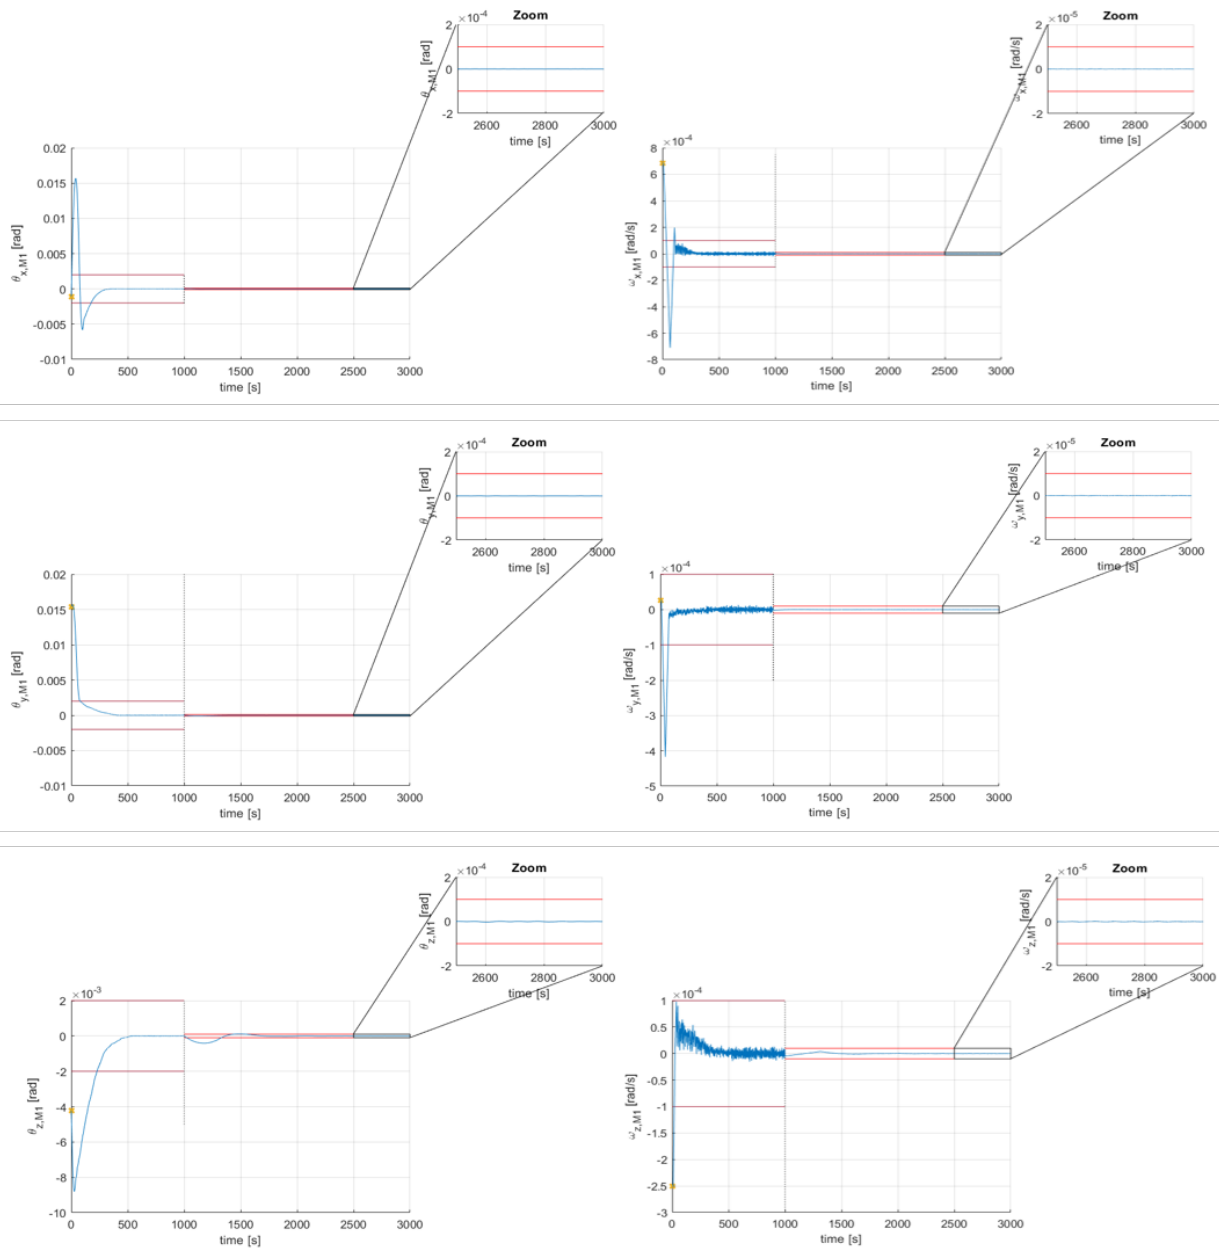 Zoom
×10⁻⁴
θx,M1 [rad]
2
0
-2
2600 2800 3000
time [s]
0.02
0.015
0.01
0.005
0
-0.005
-0.01
θx,M1 [rad]
0 500 1000 1500 2000 2500 3000
time [s]
Zoom
×10⁻⁵
ωx,M1 [rad/s]
2
0
-2
2600 2800 3000
time [s]
×10⁻⁴
8
6
4
2
0
-2
-4
-6
-8
ωx,M1 [rad/s]
0 500 1000 1500 2000 2500 3000
time [s]
Zoom
×10⁻⁴
θy,M1 [rad]
2
0
-2
2600 2800 3000
time [s]
0.02
0.015
0.01
0.005
0
-0.005
-0.01
θy,M1 [rad]
0 500 1000 1500 2000 2500 3000
time [s]
Zoom
×10⁻⁵
ωy,M1 [rad/s]
2
0
-2
2600 2800 3000
time [s]
×10⁻⁴
1
0
-1
-2
-3
-4
-5
ωy,M1 [rad/s]
0 500 1000 1500 2000 2500 3000
time [s]
Zoom
×10⁻⁴
θz,M1 [rad]
2
0
-2
2600 2800 3000
time [s]
×10⁻³
2
0
-2
-4
-6
-8
-10
θz,M1 [rad]
0 500 1000 1500 2000 2500 3000
time [s]
Zoom
×10⁻⁵
ωz,M1 [rad/s]
2
0
-2
2600 2800 3000
time [s]
×10⁻⁴
1
0.5
0
-0.5
-1
-1.5
-2
-2.5
-3
ωz,M1 [rad/s]
0 500 1000 1500 2000 2500 3000
time [s]